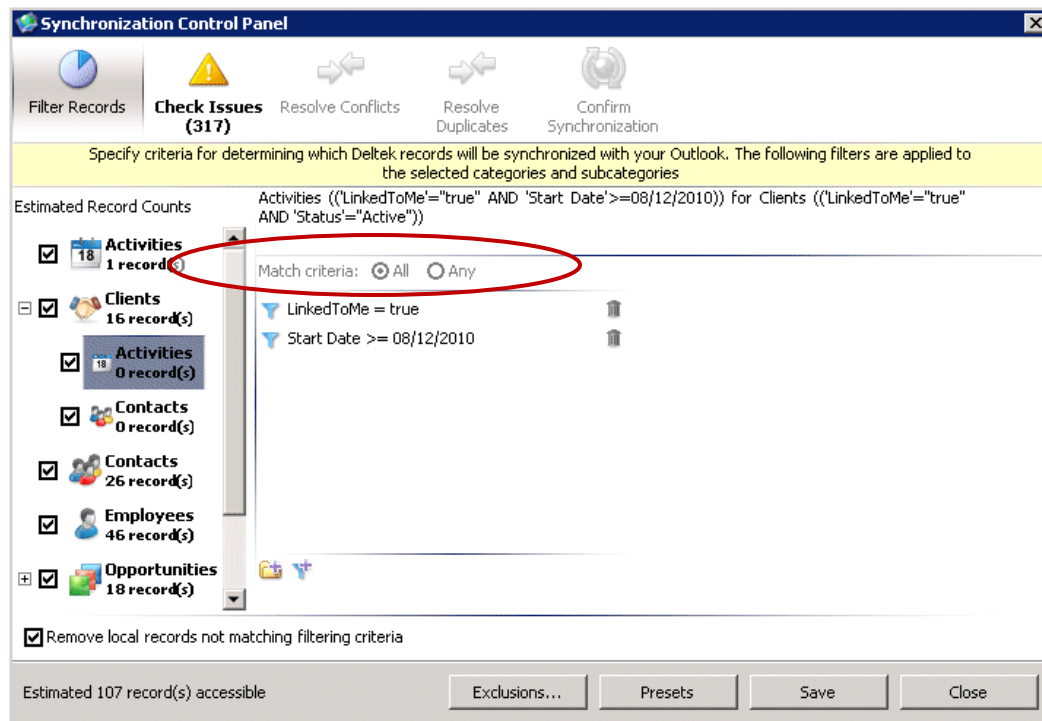 Synchronization Control Panel
Filter Records
Check Issues
(317)
Resolve Conflicts
Resolve
Duplicates
Confirm
Synchronization
Specify criteria for determining which Deltek records will be synchronized with your Outlook. The following filters are applied to
the selected categories and subcategories
Estimated Record Counts
Activities (('LinkedToMe'="true" AND 'Start Date'>=08/12/2010)) for Clients (('LinkedToMe'="true"
AND 'Status'="Active"))
18
Activities
1 record(s)
Match criteria: All Any
Clients
16 record(s)
LinkedToMe = true
Start Date >= 08/12/2010
18
Activities
0 record(s)
Contacts
0 record(s)
Contacts
26 record(s)
Employees
46 record(s)
Opportunities
18 record(s)
Remove local records not matching filtering criteria
Estimated 107 record(s) accessible
Exclusions...
Presets
Save
Close